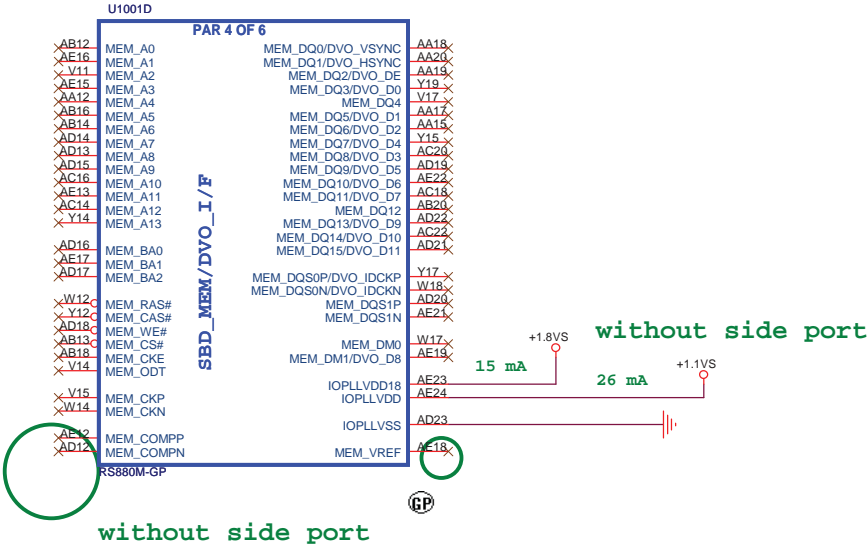 U1001D
PAR 4 OF 6
AB12 MEM_A0 MEM_DQ0/DVO_VSYNC AA18
AE16 MEM_A1 MEM_DQ1/DVO_HSYNC AA20
V11 MEM_A2 MEM_DQ2/DVO_DE AA19
AE15 MEM_A3 MEM_DQ3/DVO_D0 Y19
AA12 MEM_A4 MEM_DQ4 V17
AB16 MEM_A5 MEM_DQ5/DVO_D1 AA17
AB14 MEM_A6 MEM_DQ6/DVO_D2 AA15
AD14 MEM_A7 MEM_DQ7/DVO_D4 Y15
AD13 MEM_A8 MEM_DQ8/DVO_D3 AC20
AD15 MEM_A9 MEM_DQ9/DVO_D5 AD19
AC16 MEM_A10 MEM_DQ10/DVO_D6 AE22
AE13 MEM_A11 MEM_DQ11/DVO_D7 AC18
AC14 MEM_A12 MEM_DQ12 AB20
Y14 MEM_A13 MEM_DQ13/DVO_D9 AD22
MEM_DQ14/DVO_D10 AC22
AD16 MEM_BA0 MEM_DQ15/DVO_D11 AD21
AE17 MEM_BA1
AD17 MEM_BA2 MEM_DQS0P/DVO_IDCKP Y17
MEM_DQS0N/DVO_IDCKN W18
W12 MEM_RAS# MEM_DQS1P AD20
Y12 MEM_CAS# MEM_DQS1N AE21
AD18 MEM_WE#
AB13 MEM_CS# MEM_DM0 W17
AB18 MEM_CKE MEM_DM1/DVO_D8 AE19
V14 MEM_ODT
SBD_MEM/DVO_I/F
+1.8VS
without side port
+1.1VS
IOPLLVDD18 AE23 15 mA
V15 MEM_CKP IOPLLVDD AE24 26 mA
W14 MEM_CKN
IOPLLVSS AD23
AE12 MEM_COMPP
AD12 MEM_COMPN MEM_VREF AE18
RS880M-GP
GP
without side port